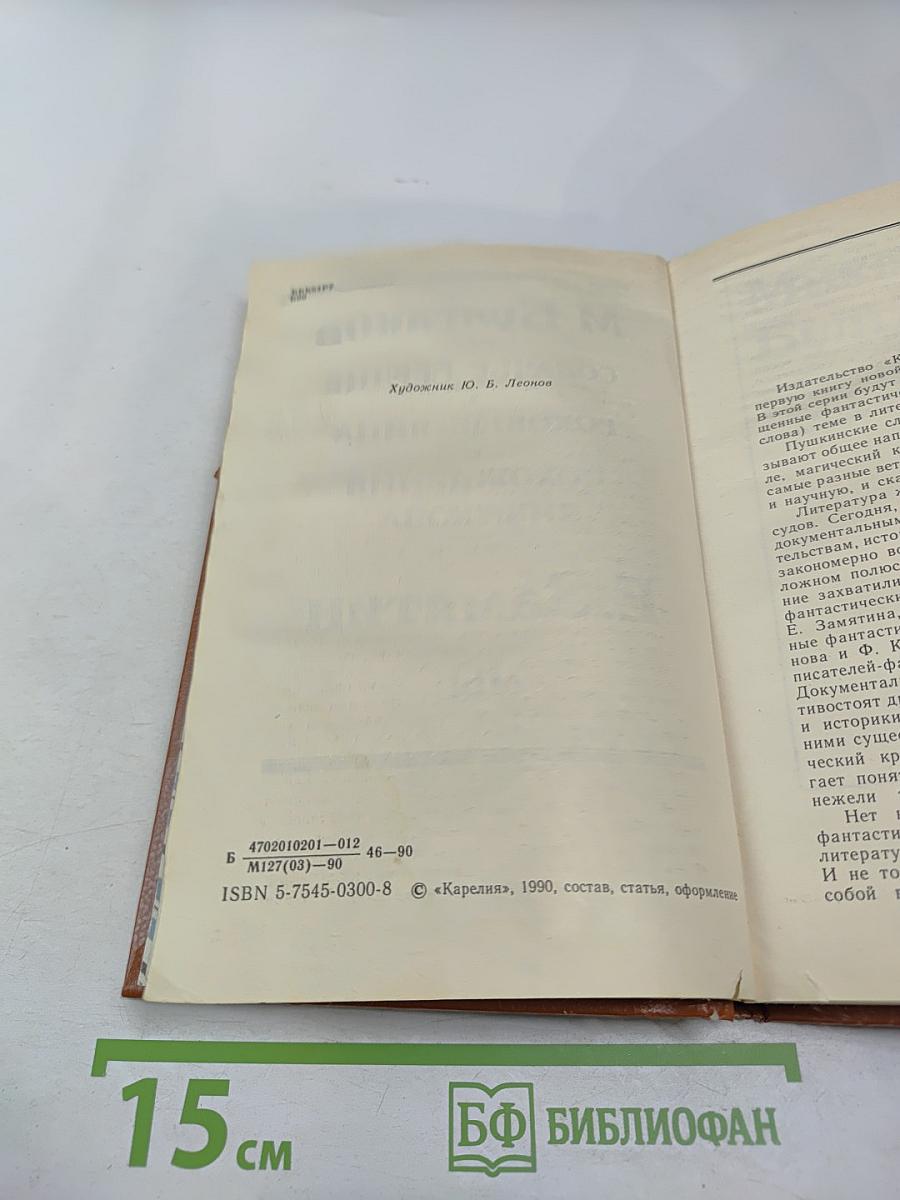 Художник Ю. Б. Леонов
Б 4702010201—012 46—90
М127(03)—90
ISBN 5-7545-0300-8 © «Карелия», 1990, состав, статья, оформление
Издательство «К
первую книгу новой
В этой серии будут
щенные фантастиче
слова) теме в лите
Пушкинские сл
зывают общее нап
ле, магический к
самые разные вет
и научную, и ска
Литература ж
судов. Сегодня,
документальным
тельствам, исто
закономерно во
ложном полюс
ние захватили
фантастически
Е. Замятина,
ные фантасти
нова и Ф. К
писателей-фа
Документал
тивостоят д
и историки
ними суще
ческий кр
гает понят
нежели
Нет
фантасти
литерату
И не то
собой
15 см
БФ БИБЛИОФАН